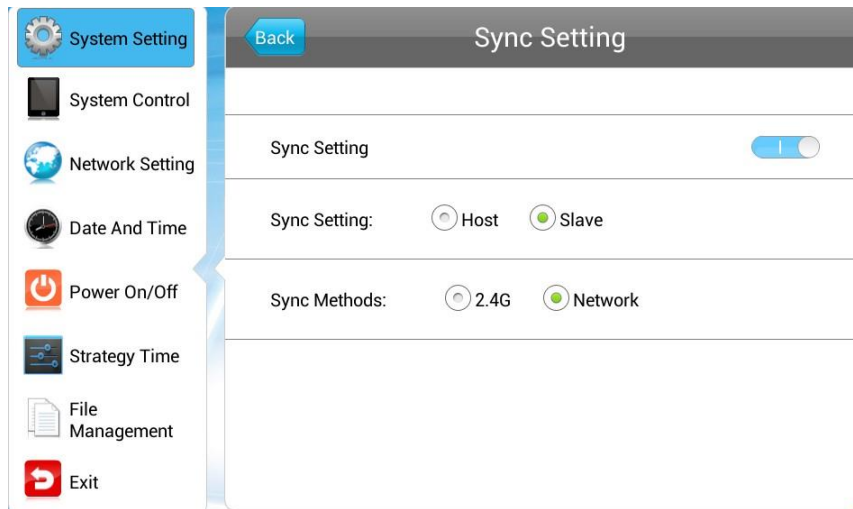 System Setting
System Control
Network Setting
Date And Time
Power On/Off
Strategy Time
File
Management
Exit
Back
Sync Setting
Sync Setting
Sync Setting: Host Slave
Sync Methods: 2.4G Network